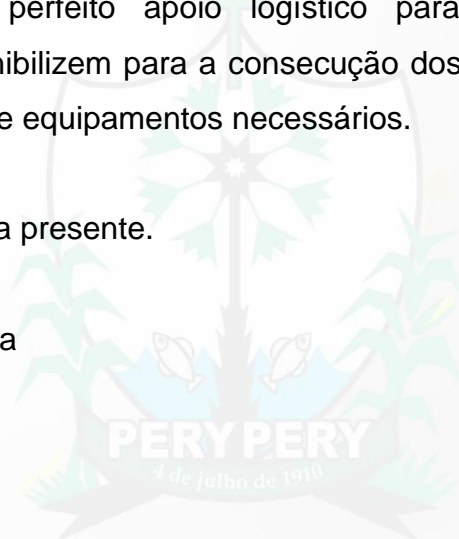 perfeito apoio logístico para
nibilizem para a consecução dos
e equipamentos necessários.
a presente.
a
PERY PERY
4 de julho de 1910